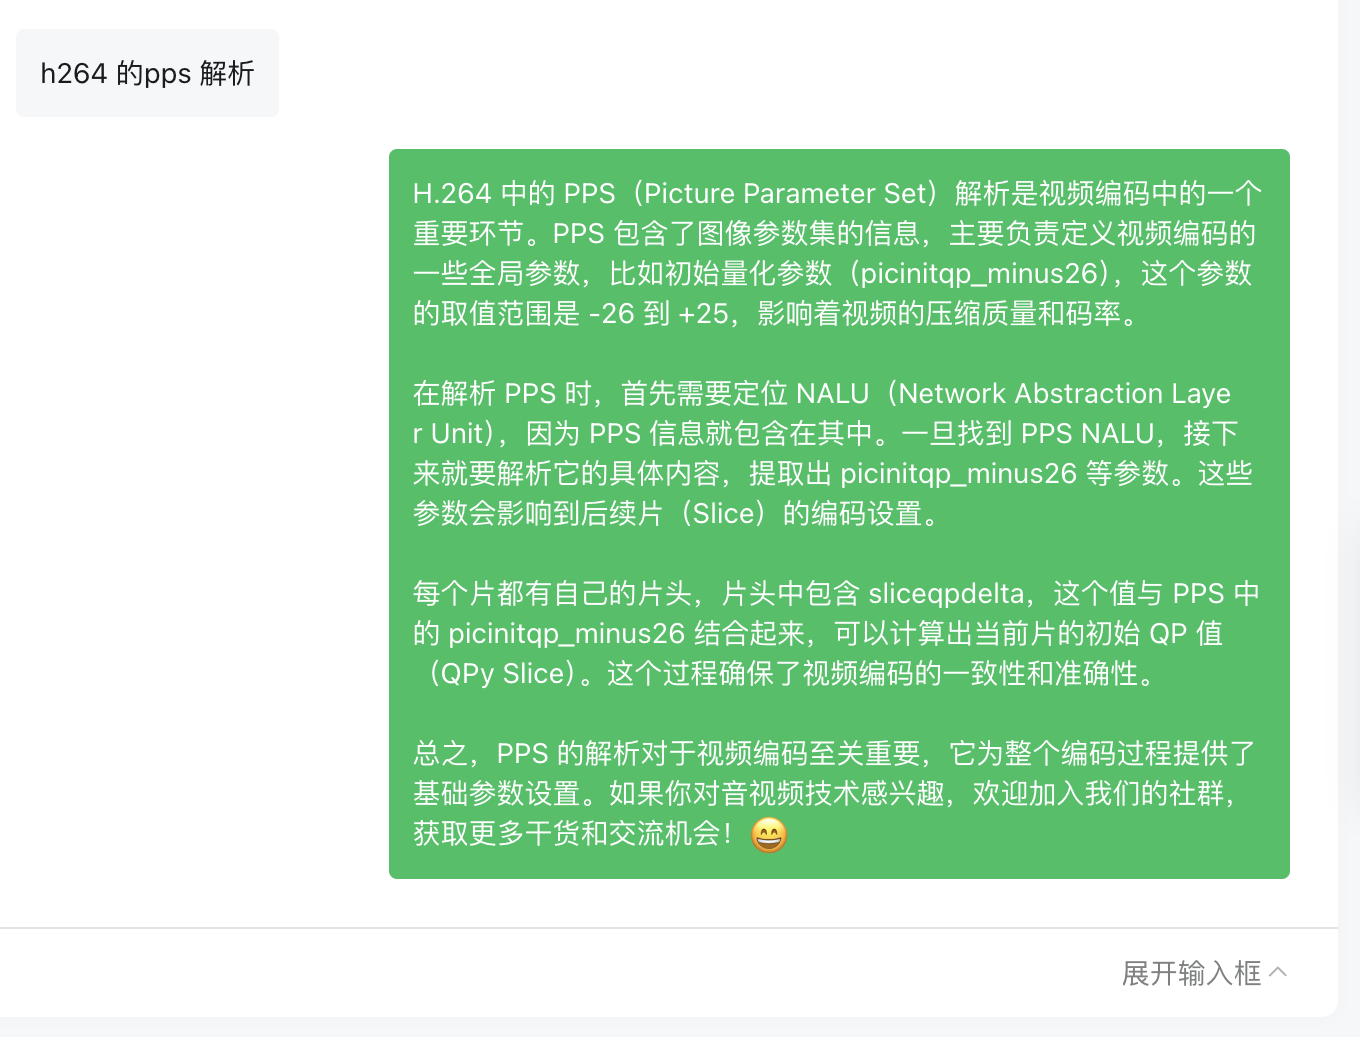 h264 的pps 解析
H.264 中的 PPS（Picture Parameter Set）解析是视频编码中的一个
重要环节。PPS 包含了图像参数集的信息，主要负责定义视频编码的
一些全局参数，比如初始量化参数（picinitqp_minus26），这个参数
的取值范围是 -26 到 +25，影响着视频的压缩质量和码率。
在解析 PPS 时，首先需要定位 NALU（Network Abstraction Laye
r Unit），因为 PPS 信息就包含在其中。一旦找到 PPS NALU，接下
来就要解析它的具体内容，提取出 picinitqp_minus26 等参数。这些
参数会影响到后续片（Slice）的编码设置。
每个片都有自己的片头，片头中包含 sliceqpdelta，这个值与 PPS 中
的 picinitqp_minus26 结合起来，可以计算出当前片的初始 QP 值
（QPy Slice）。这个过程确保了视频编码的一致性和准确性。
总之，PPS 的解析对于视频编码至关重要，它为整个编码过程提供了
基础参数设置。如果你对音视频技术感兴趣，欢迎加入我们的社群，
获取更多干货和交流机会！😄
展开输入框